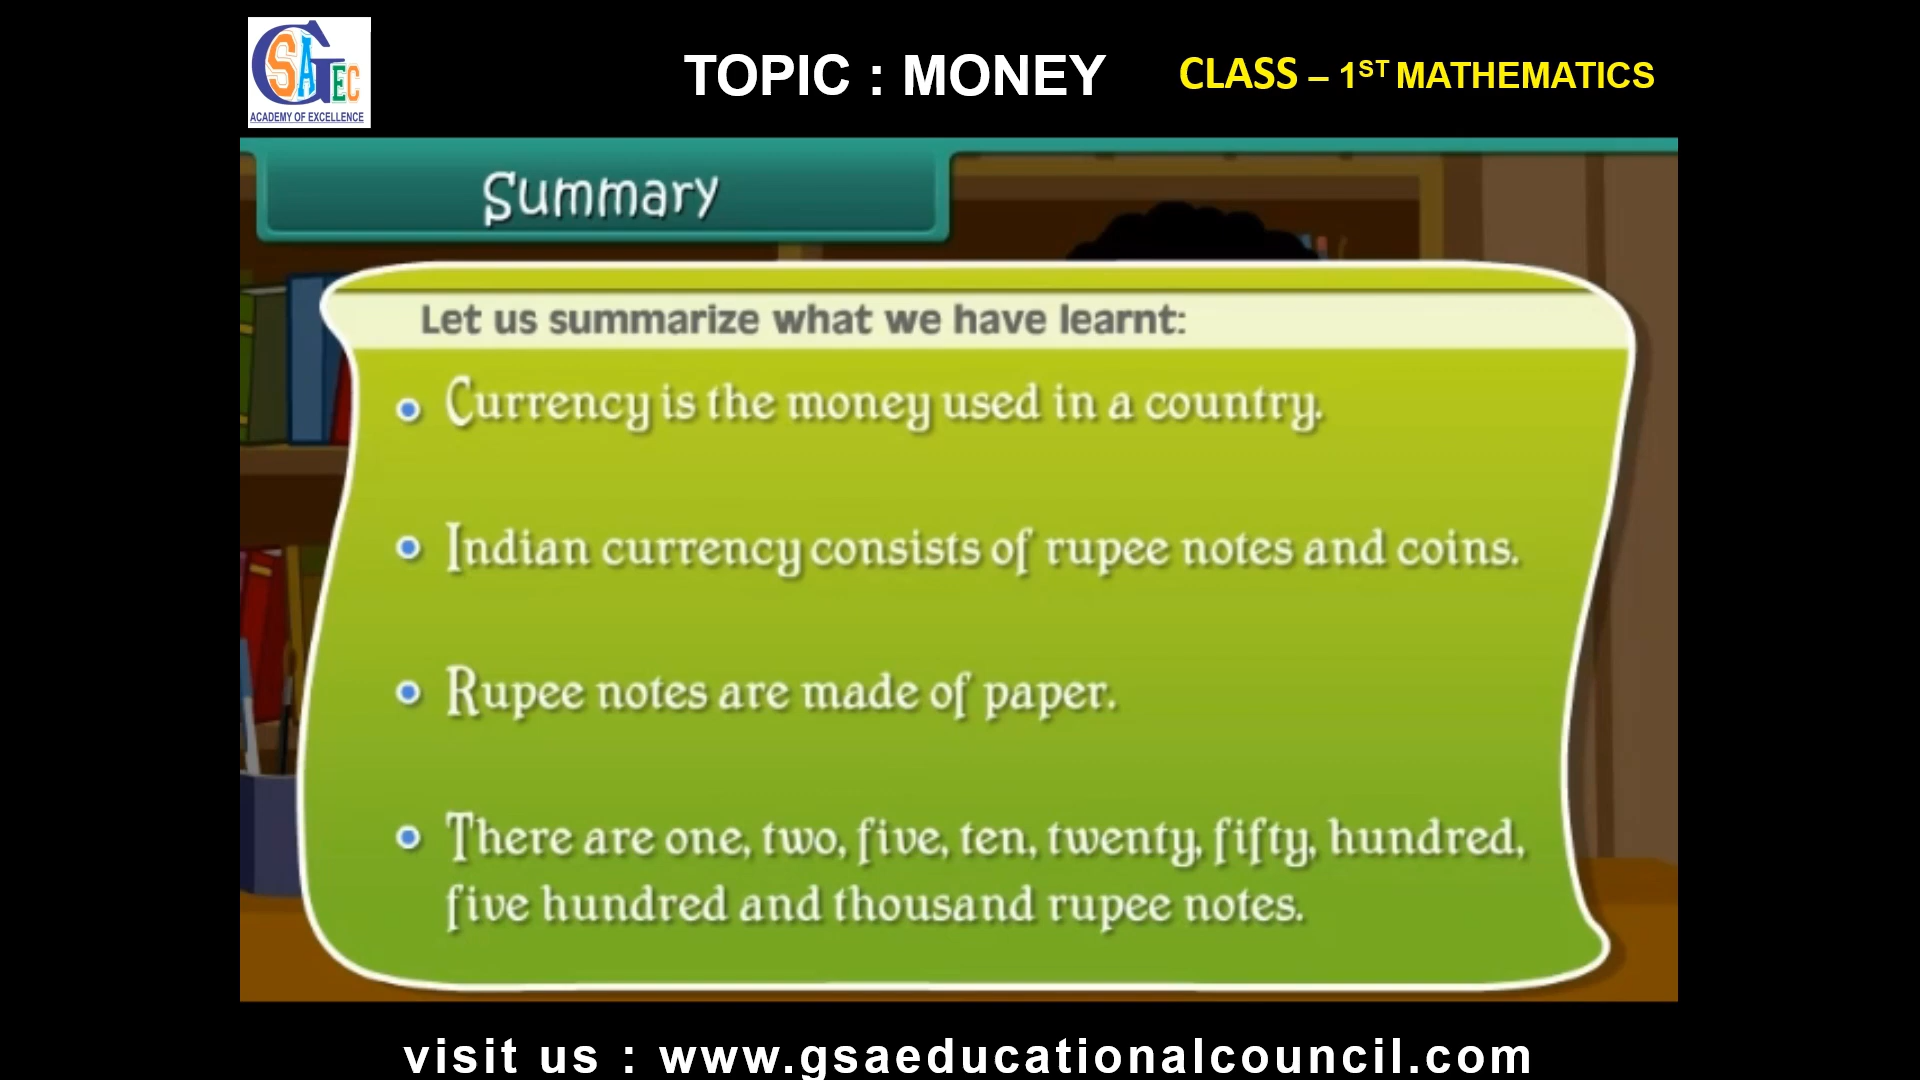 GSATEC
ACADEMY OF EXCELLENCE
TOPIC : MONEY
CLASS – 1ST MATHEMATICS
Summary
Let us summarize what we have learnt:
Currency is the money used in a country.
Indian currency consists of rupee notes and coins.
Rupee notes are made of paper.
There are one, two, five, ten, twenty, fifty, hundred,
five hundred and thousand rupee notes.
visit us : www.gsaeducationalcouncil.com